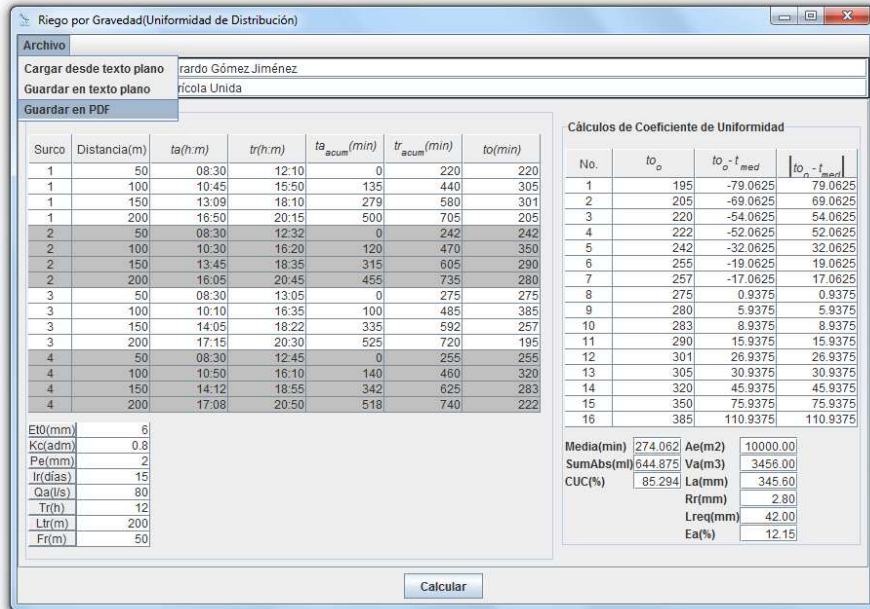 Riego por Gravedad(Uniformidad de Distribución)
Archivo
Cargar desde texto plano rardo Gómez Jiménez
Guardar en texto plano rícola Unida
Guardar en PDF
Surco Distancia(m) ta(h:m) tr(h:m) ta acum(min) tr acum(min) to(min)
1 50 08:30 12:10 0 220 220
1 100 10:45 15:50 135 440 305
1 150 13:09 18:10 279 580 301
1 200 16:50 20:15 500 705 205
2 50 08:30 12:32 0 242 242
2 100 10:30 16:20 120 470 350
2 150 13:45 18:35 315 605 290
2 200 16:05 20:45 455 735 280
3 50 08:30 13:05 0 275 275
3 100 10:10 16:35 100 485 385
3 150 14:05 18:22 335 592 257
3 200 17:15 20:30 525 720 195
4 50 08:30 12:45 0 255 255
4 100 10:50 16:10 140 460 320
4 150 14:12 18:55 342 625 283
4 200 17:08 20:50 518 740 222
Et0(mm) 6
Kc(adm) 0.8
Pe(mm) 2
Ir(días) 15
Qa(l/s) 80
Tr(h) 12
Ltr(m) 200
Fr(m) 50
Cálculos de Coeficiente de Uniformidad
No. to o to o - t med |to o - t med|
1 195 -79.0625 79.0625
2 205 -69.0625 69.0625
3 220 -54.0625 54.0625
4 222 -52.0625 52.0625
5 242 -32.0625 32.0625
6 255 -19.0625 19.0625
7 257 -17.0625 17.0625
8 275 0.9375 0.9375
9 280 5.9375 5.9375
10 283 8.9375 8.9375
11 290 15.9375 15.9375
12 301 26.9375 26.9375
13 305 30.9375 30.9375
14 320 45.9375 45.9375
15 350 75.9375 75.9375
16 385 110.9375 110.9375
Media(min) 274.062 Ae(m2) 10000.00
SumAbs(ml) 644.875 Va(m3) 3456.00
CUC(%) 85.294 La(mm) 345.60
Rr(mm) 2.80
Lreq(mm) 42.00
Ea(%) 12.15
Calcular